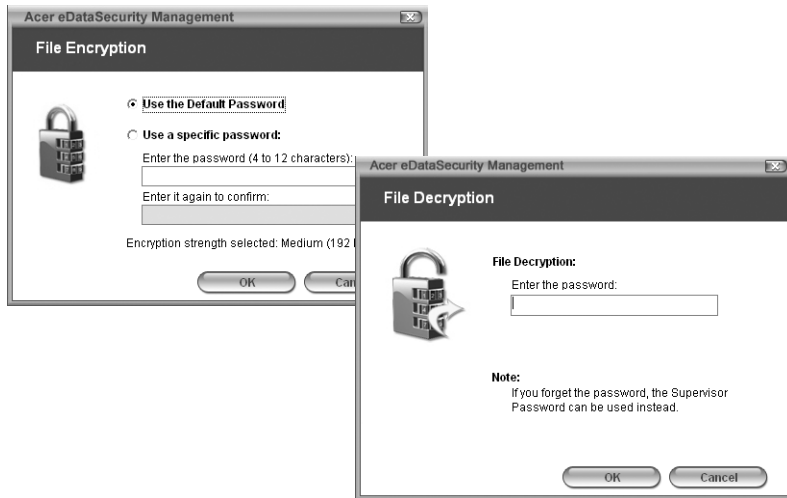 Acer eDataSecurity Management
File Encryption
Use the Default Password
Use a specific password:
Enter the password (4 to 12 characters):
Enter it again to confirm:
Encryption strength selected: Medium (192
OK
Can
Acer eDataSecurity Management
File Decryption
File Decryption:
Enter the password:
Note:
If you forget the password, the Supervisor
Password can be used instead.
OK
Cancel